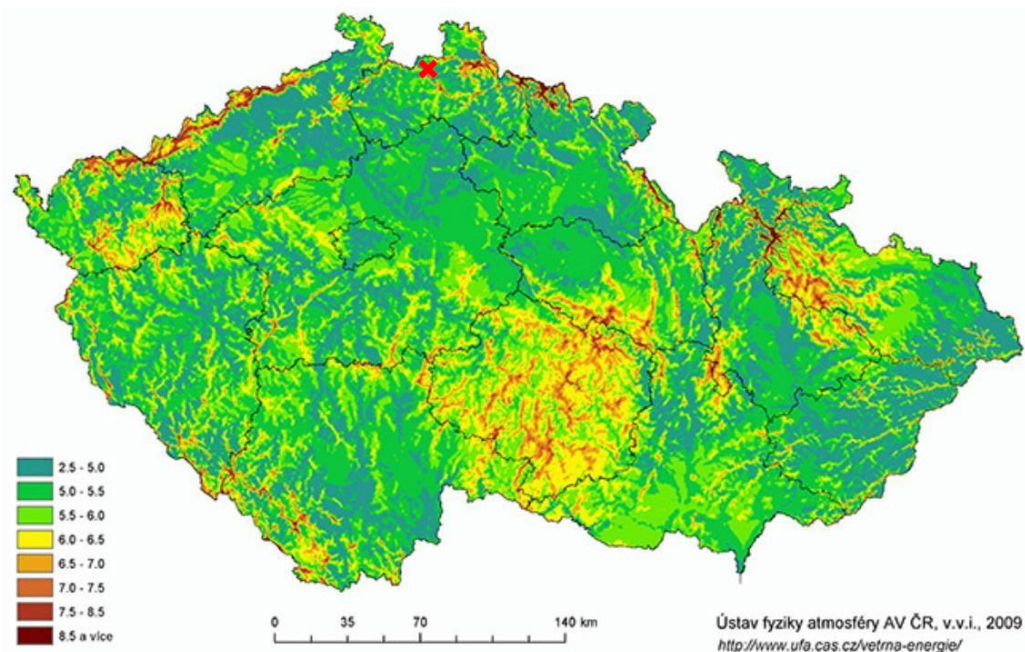 2.5 - 5.0
5.0 - 5.5
5.5 - 6.0
6.0 - 6.5
6.5 - 7.0
7.0 - 7.5
7.5 - 8.5
8.5 a více
0 35 70 140 km
Ústav fyziky atmosféry AV ČR, v.v.i., 2009
http://www.ufa.cas.cz/vetrna-energie/